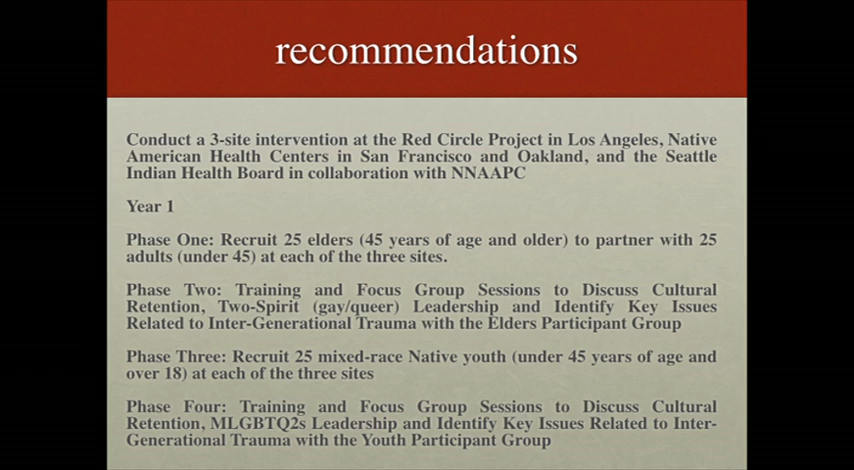 recommendations
Conduct a 3-site intervention at the Red Circle Project in Los Angeles, Native
American Health Centers in San Francisco and Oakland, and the Seattle
Indian Health Board in collaboration with NNAAPC
Year 1
Phase One: Recruit 25 elders (45 years of age and older) to partner with 25
adults (under 45) at each of the three sites.
Phase Two: Training and Focus Group Sessions to Discuss Cultural
Retention, Two-Spirit (gay/queer) Leadership and Identify Key Issues
Related to Inter-Generational Trauma with the Elders Participant Group
Phase Three: Recruit 25 mixed-race Native youth (under 45 years of age and
over 18) at each of the three sites
Phase Four: Training and Focus Group Sessions to Discuss Cultural
Retention, MLGBTQ2s Leadership and Identify Key Issues Related to Inter-
Generational Trauma with the Youth Participant Group